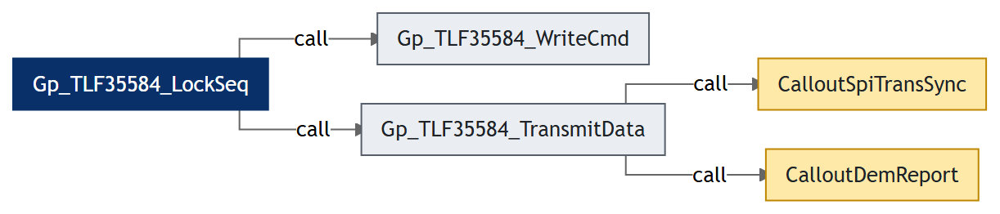 Gp_TLF35584_LockSeq
call
Gp_TLF35584_WriteCmd
call
Gp_TLF35584_TransmitData
call
CalloutSpiTransSync
call
CalloutDemReport